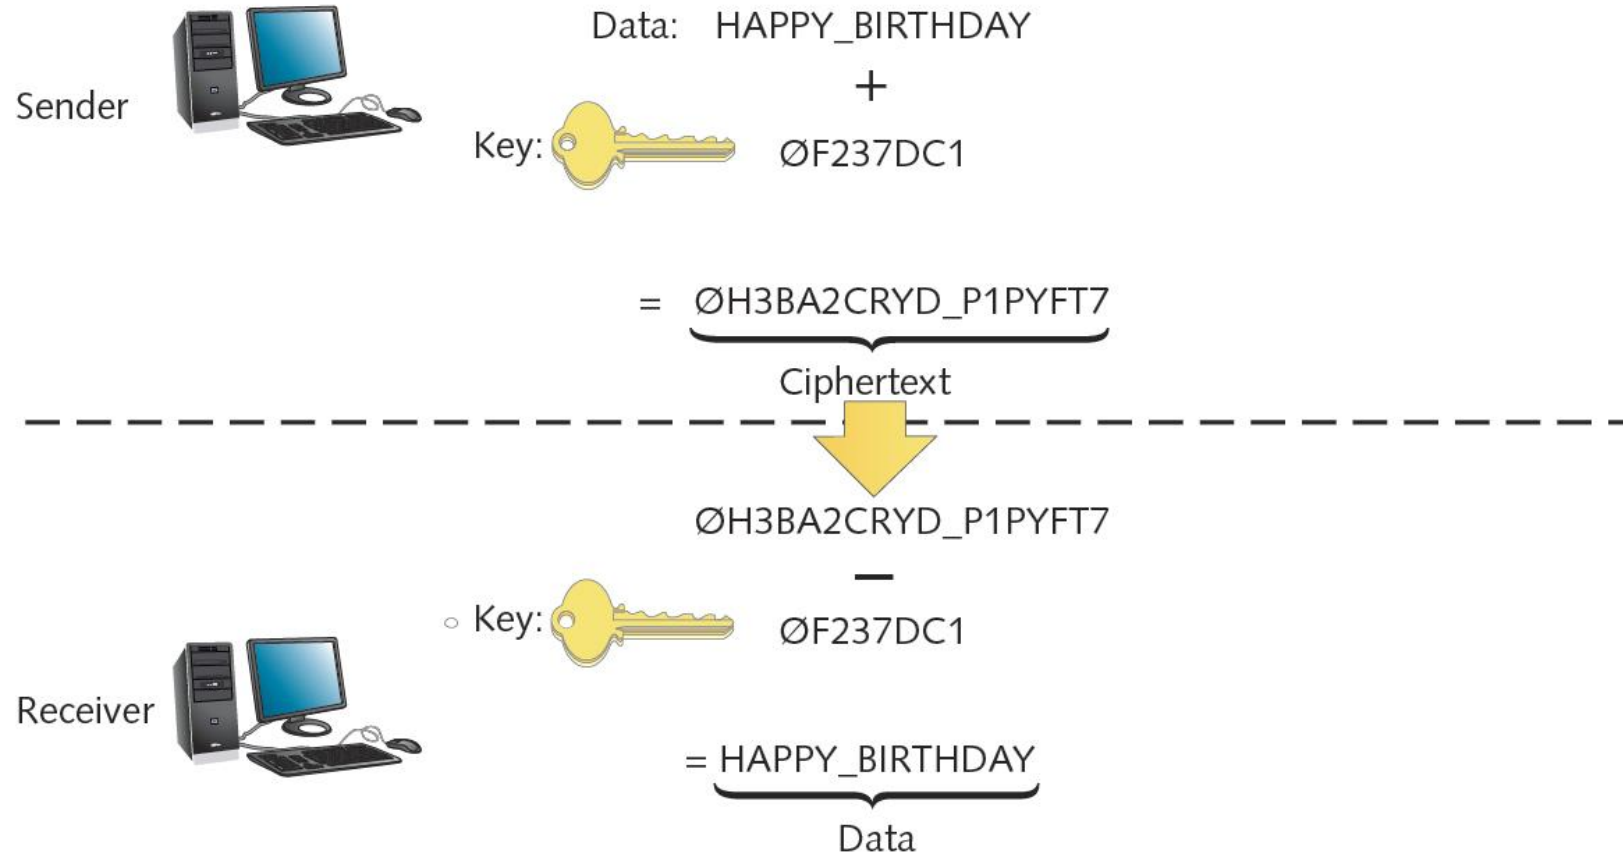 Data: HAPPY_BIRTHDAY
+
Sender
Key: ØF237DC1
= ØH3BA2CRYD_P1PYFT7
Ciphertext
ØH3BA2CRYD_P1PYFT7
−
Key: ØF237DC1
Receiver
= HAPPY_BIRTHDAY
Data